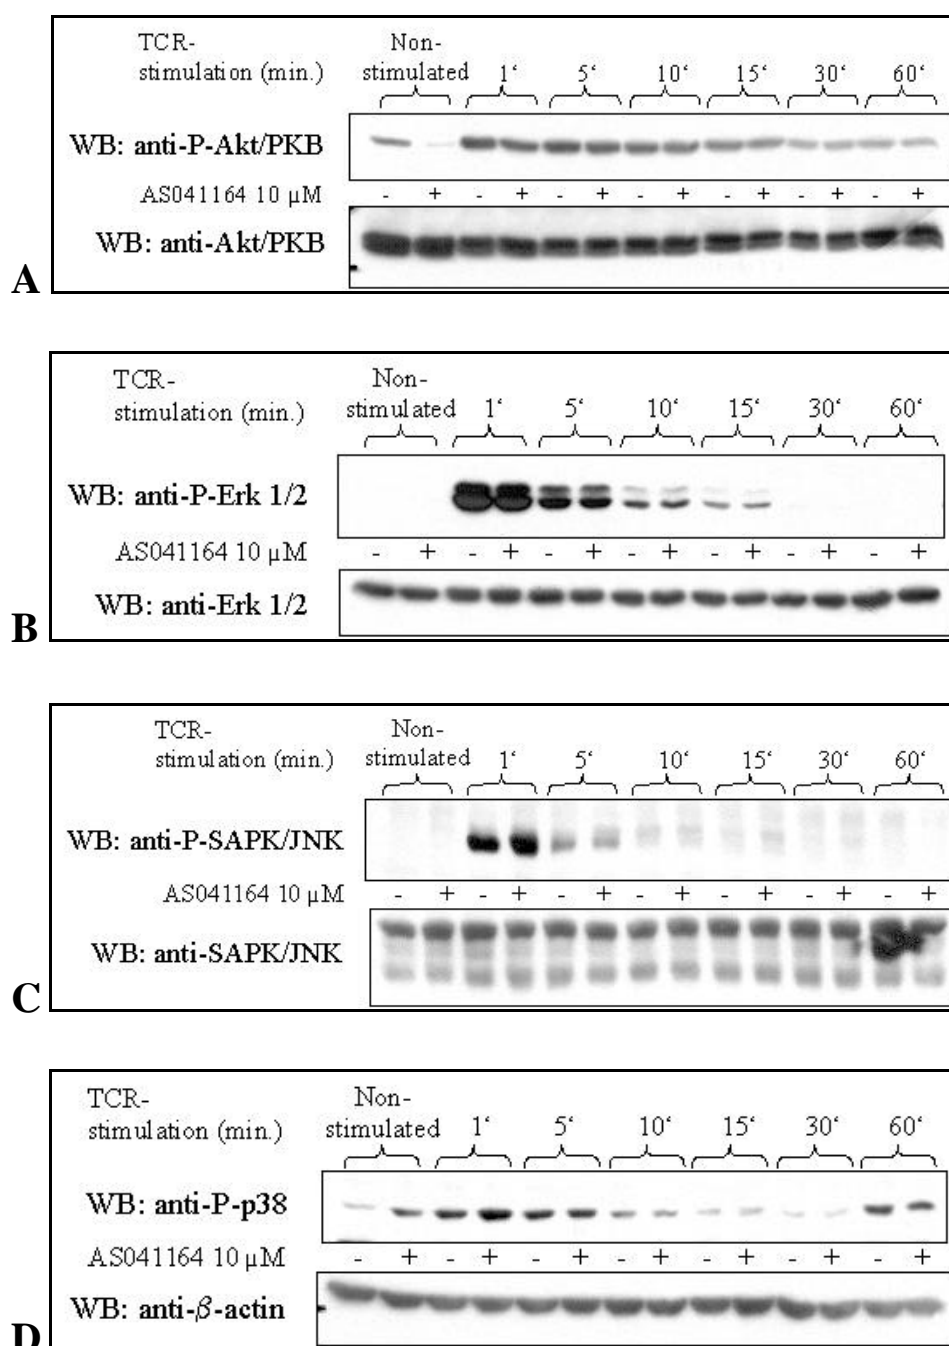 TCR-
stimulation (min.)
Non-
stimulated
1‘ 5‘ 10‘ 15‘ 30‘ 60‘
WB: anti-P-Akt/PKB
AS041164 10 µM - + - + - + - + - + - + - +
WB: anti-Akt/PKB
A
TCR-
stimulation (min.)
Non-
stimulated
1‘ 5‘ 10‘ 15‘ 30‘ 60‘
WB: anti-P-Erk 1/2
AS041164 10 µM - + - + - + - + - + - + - +
WB: anti-Erk 1/2
B
TCR-
stimulation (min.)
Non-
stimulated
1‘ 5‘ 10‘ 15‘ 30‘ 60‘
WB: anti-P-SAPK/JNK
AS041164 10 µM - + - + - + - + - + - + - +
WB: anti-SAPK/JNK
C
TCR-
stimulation (min.)
Non-
stimulated
1‘ 5‘ 10‘ 15‘ 30‘ 60‘
WB: anti-P-p38
AS041164 10 µM - + - + - + - + - + - + - +
WB: anti-β-actin
D